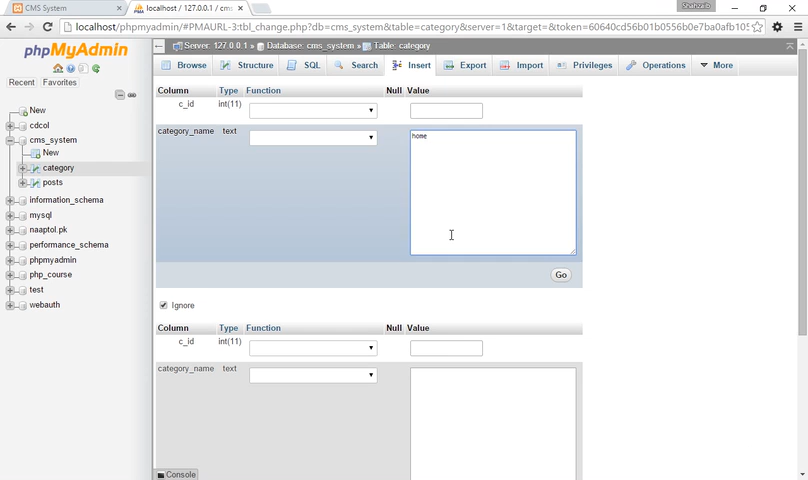 CMS System
localhost / 127.0.0.1 / cms
Shaharib
localhost/phpmyadmin/#PMAURL-3:tbl_change.php?db=cms_system&table=category&server=1&target=&token=60640cd56b01b0556b0e7ba0afb105
phpMyAdmin
Recent Favorites
New
cdcol
cms_system
New
category
posts
information_schema
mysql
naaptol.pk
performance_schema
phpmyadmin
php_course
test
webauth
Server: 127.0.0.1 » Database: cms_system » Table: category
Browse Structure SQL Search Insert Export Import Privileges Operations More
Column Type Function Null Value
c_id int(11)
category_name text
home
Go
Ignore
Column Type Function Null Value
c_id int(11)
category_name text
Console